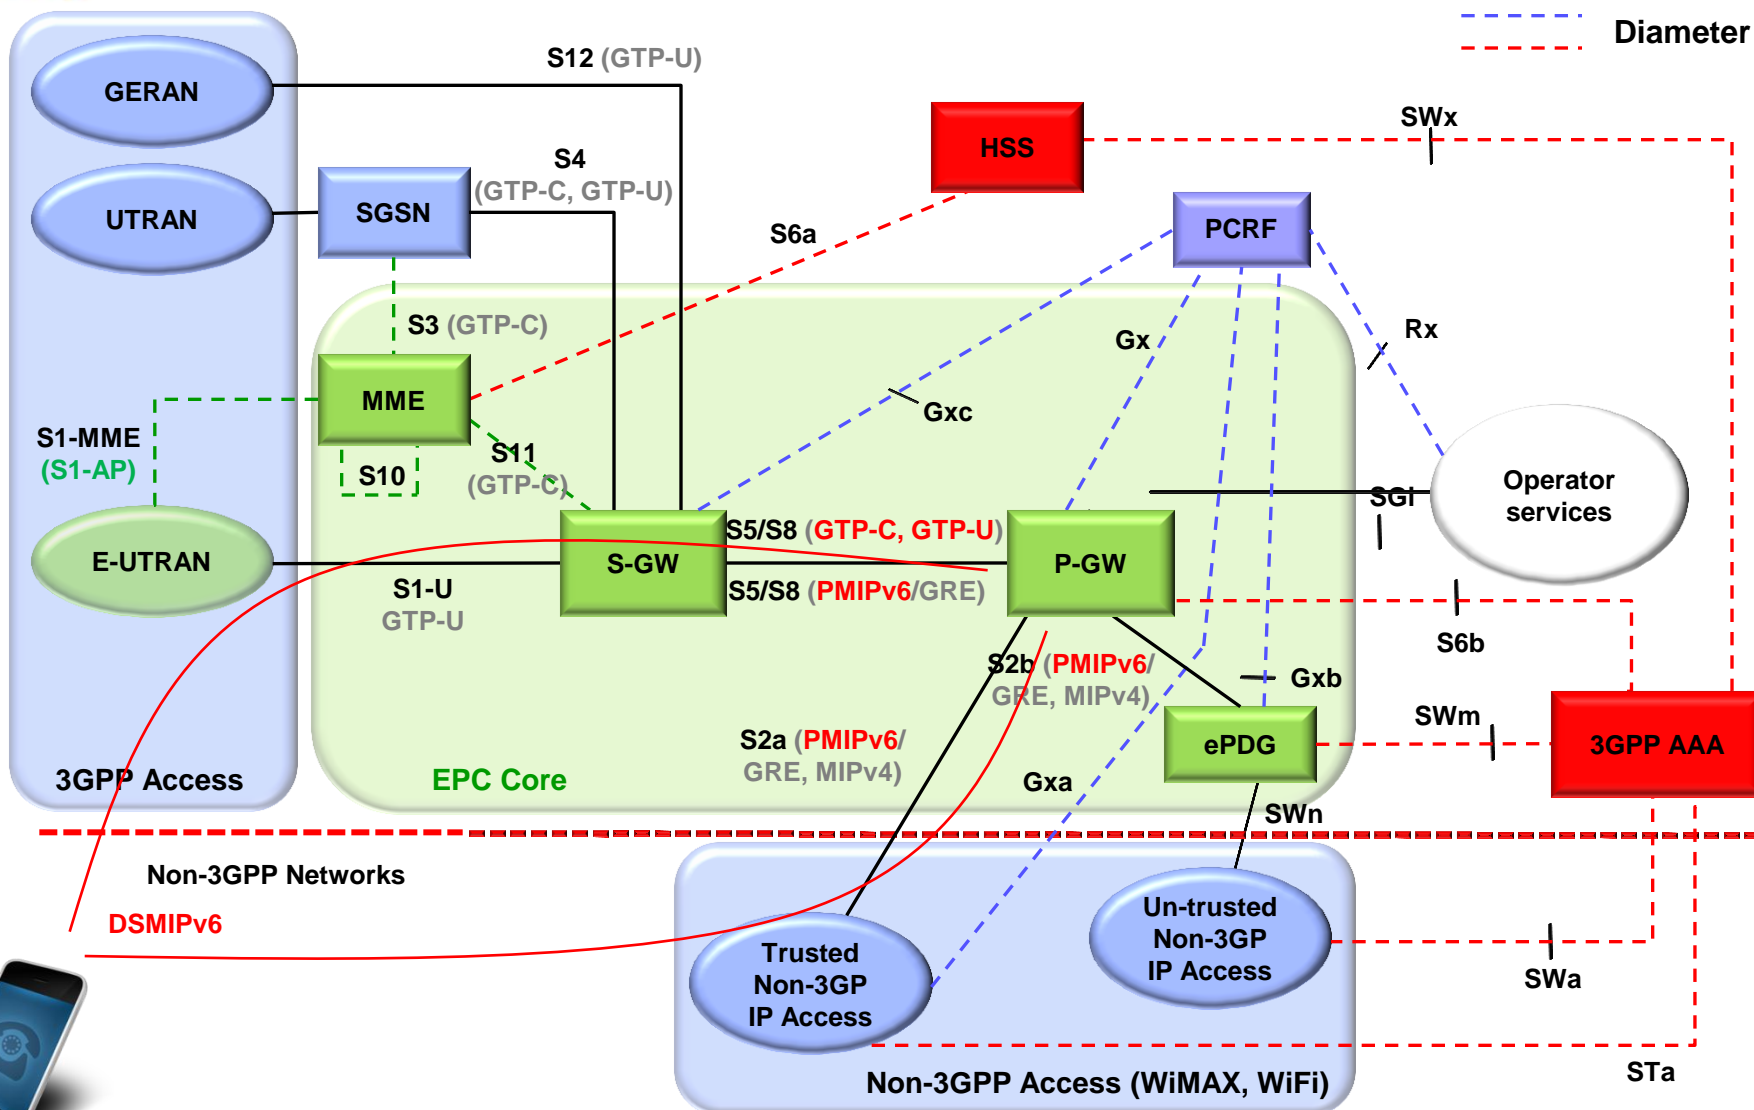 Diameter
S12 (GTP-U)
GERAN
SWx
HSS
S4
(GTP-C, GTP-U)
SGSN
UTRAN
PCRF
S6a
S3 (GTP-C)
Gx
Rx
MME
Gxc
S1-MME
(S1-AP)
S10
S11
(GTP-C)
Operator
services
SGI
S5/S8 (GTP-C, GTP-U)
E-UTRAN
S-GW
P-GW
S1-U
GTP-U
S5/S8 (PMIPv6/GRE)
S6b
S2b (PMIPv6/
GRE, MIPv4)
Gxb
SWm
S2a (PMIPv6/
GRE, MIPv4)
ePDG
3GPP AAA
3GPP Access
EPC Core
Gxa
SWn
Non-3GPP Networks
DSMIPv6
Un-trusted
Non-3GP
IP Access
Trusted
Non-3GP
IP Access
SWa
STa
Non-3GPP Access (WiMAX, WiFi)